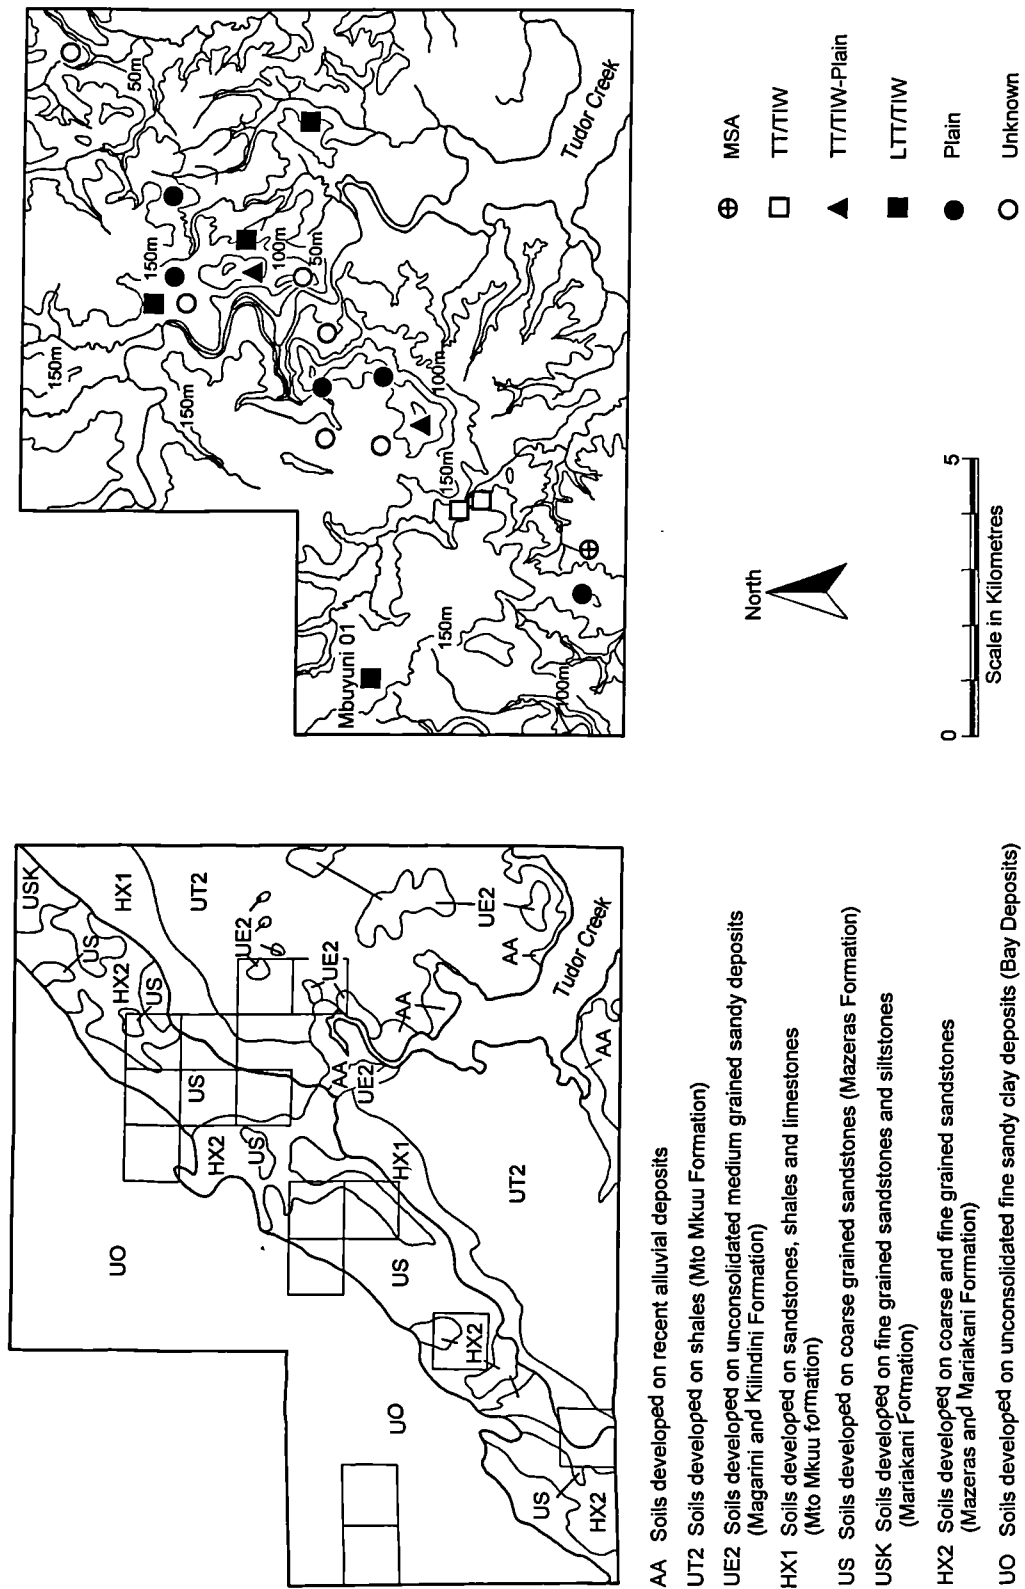 50m
150m
150m
150m
100m
50m
100m
150m
Mbuyuni 01
150m
100m
Tudor Creek
North
0 5
Scale in Kilometres
MSA
TT/TIW
TT/TIW-Plain
LTT/TIW
Plain
Unknown
USK
HX1
UT2
US
HX2
US
UE2
UO
US
HX2
US
UE2
AA
UE2
AA
UE2
AA
Tudor Creek
AA
HX1
UT2
US
UO
HX2
US
HX2
AA Soils developed on recent alluvial deposits
UT2 Soils developed on shales (Mto Mkuu Formation)
UE2 Soils developed on unconsolidated medium grained sandy deposits
(Magarini and Kilindini Formation)
HX1 Soils developed on sandstones, shales and limestones
(Mto Mkuu formation)
US Soils developed on coarse grained sandstones (Mazeras Formation)
USK Soils developed on fine grained sandstones and siltstones
(Mariakani Formation)
HX2 Soils developed on coarse and fine grained sandstones
(Mazeras and Mariakani Formation)
UO Soils developed on unconsolidated fine sandy clay deposits (Bay Deposits)